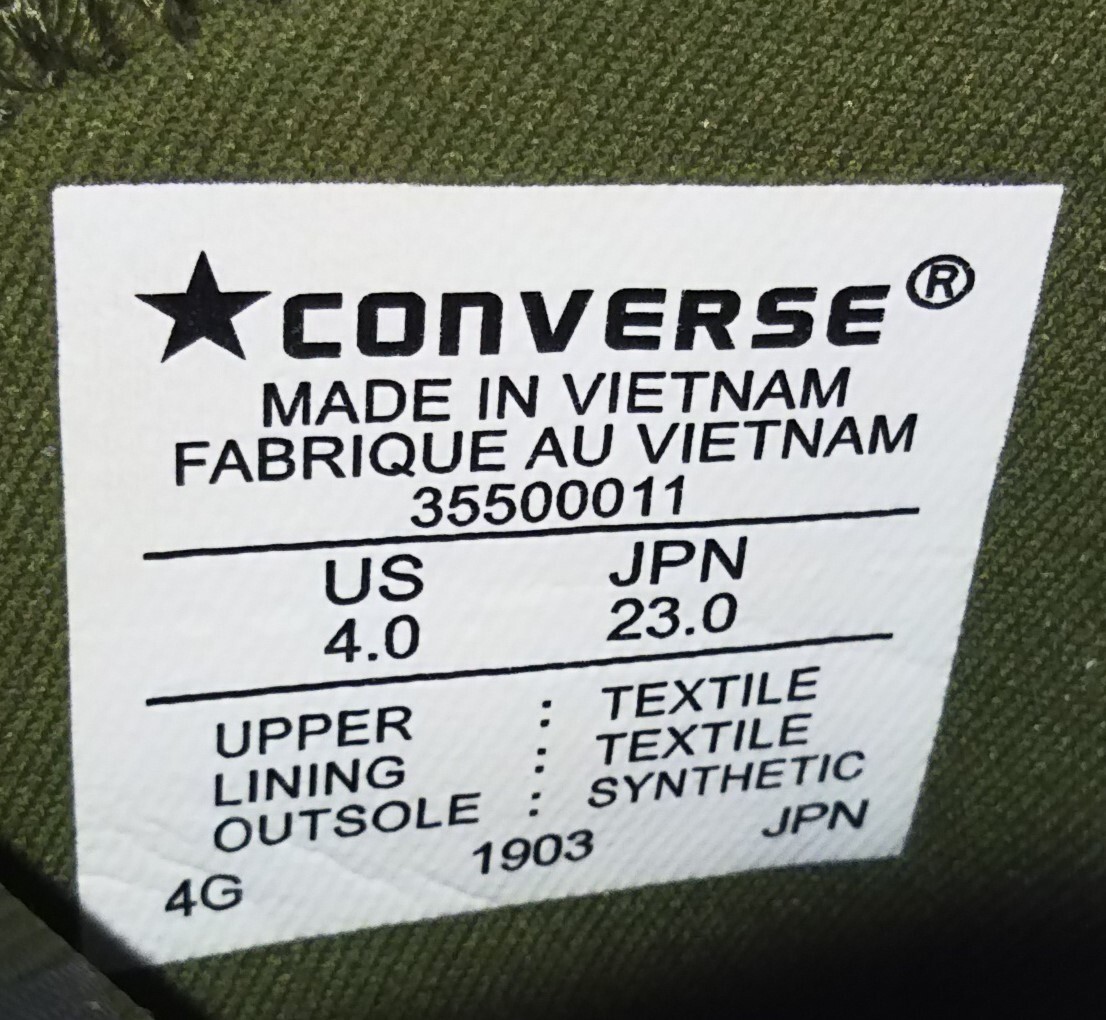 ★CONVERSE®
MADE IN VIETNAM
FABRIQUE AU VIETNAM
35500011
US JPN
4.0 23.0
UPPER : TEXTILE
LINING : TEXTILE
OUTSOLE : SYNTHETIC
4G 1903 JPN